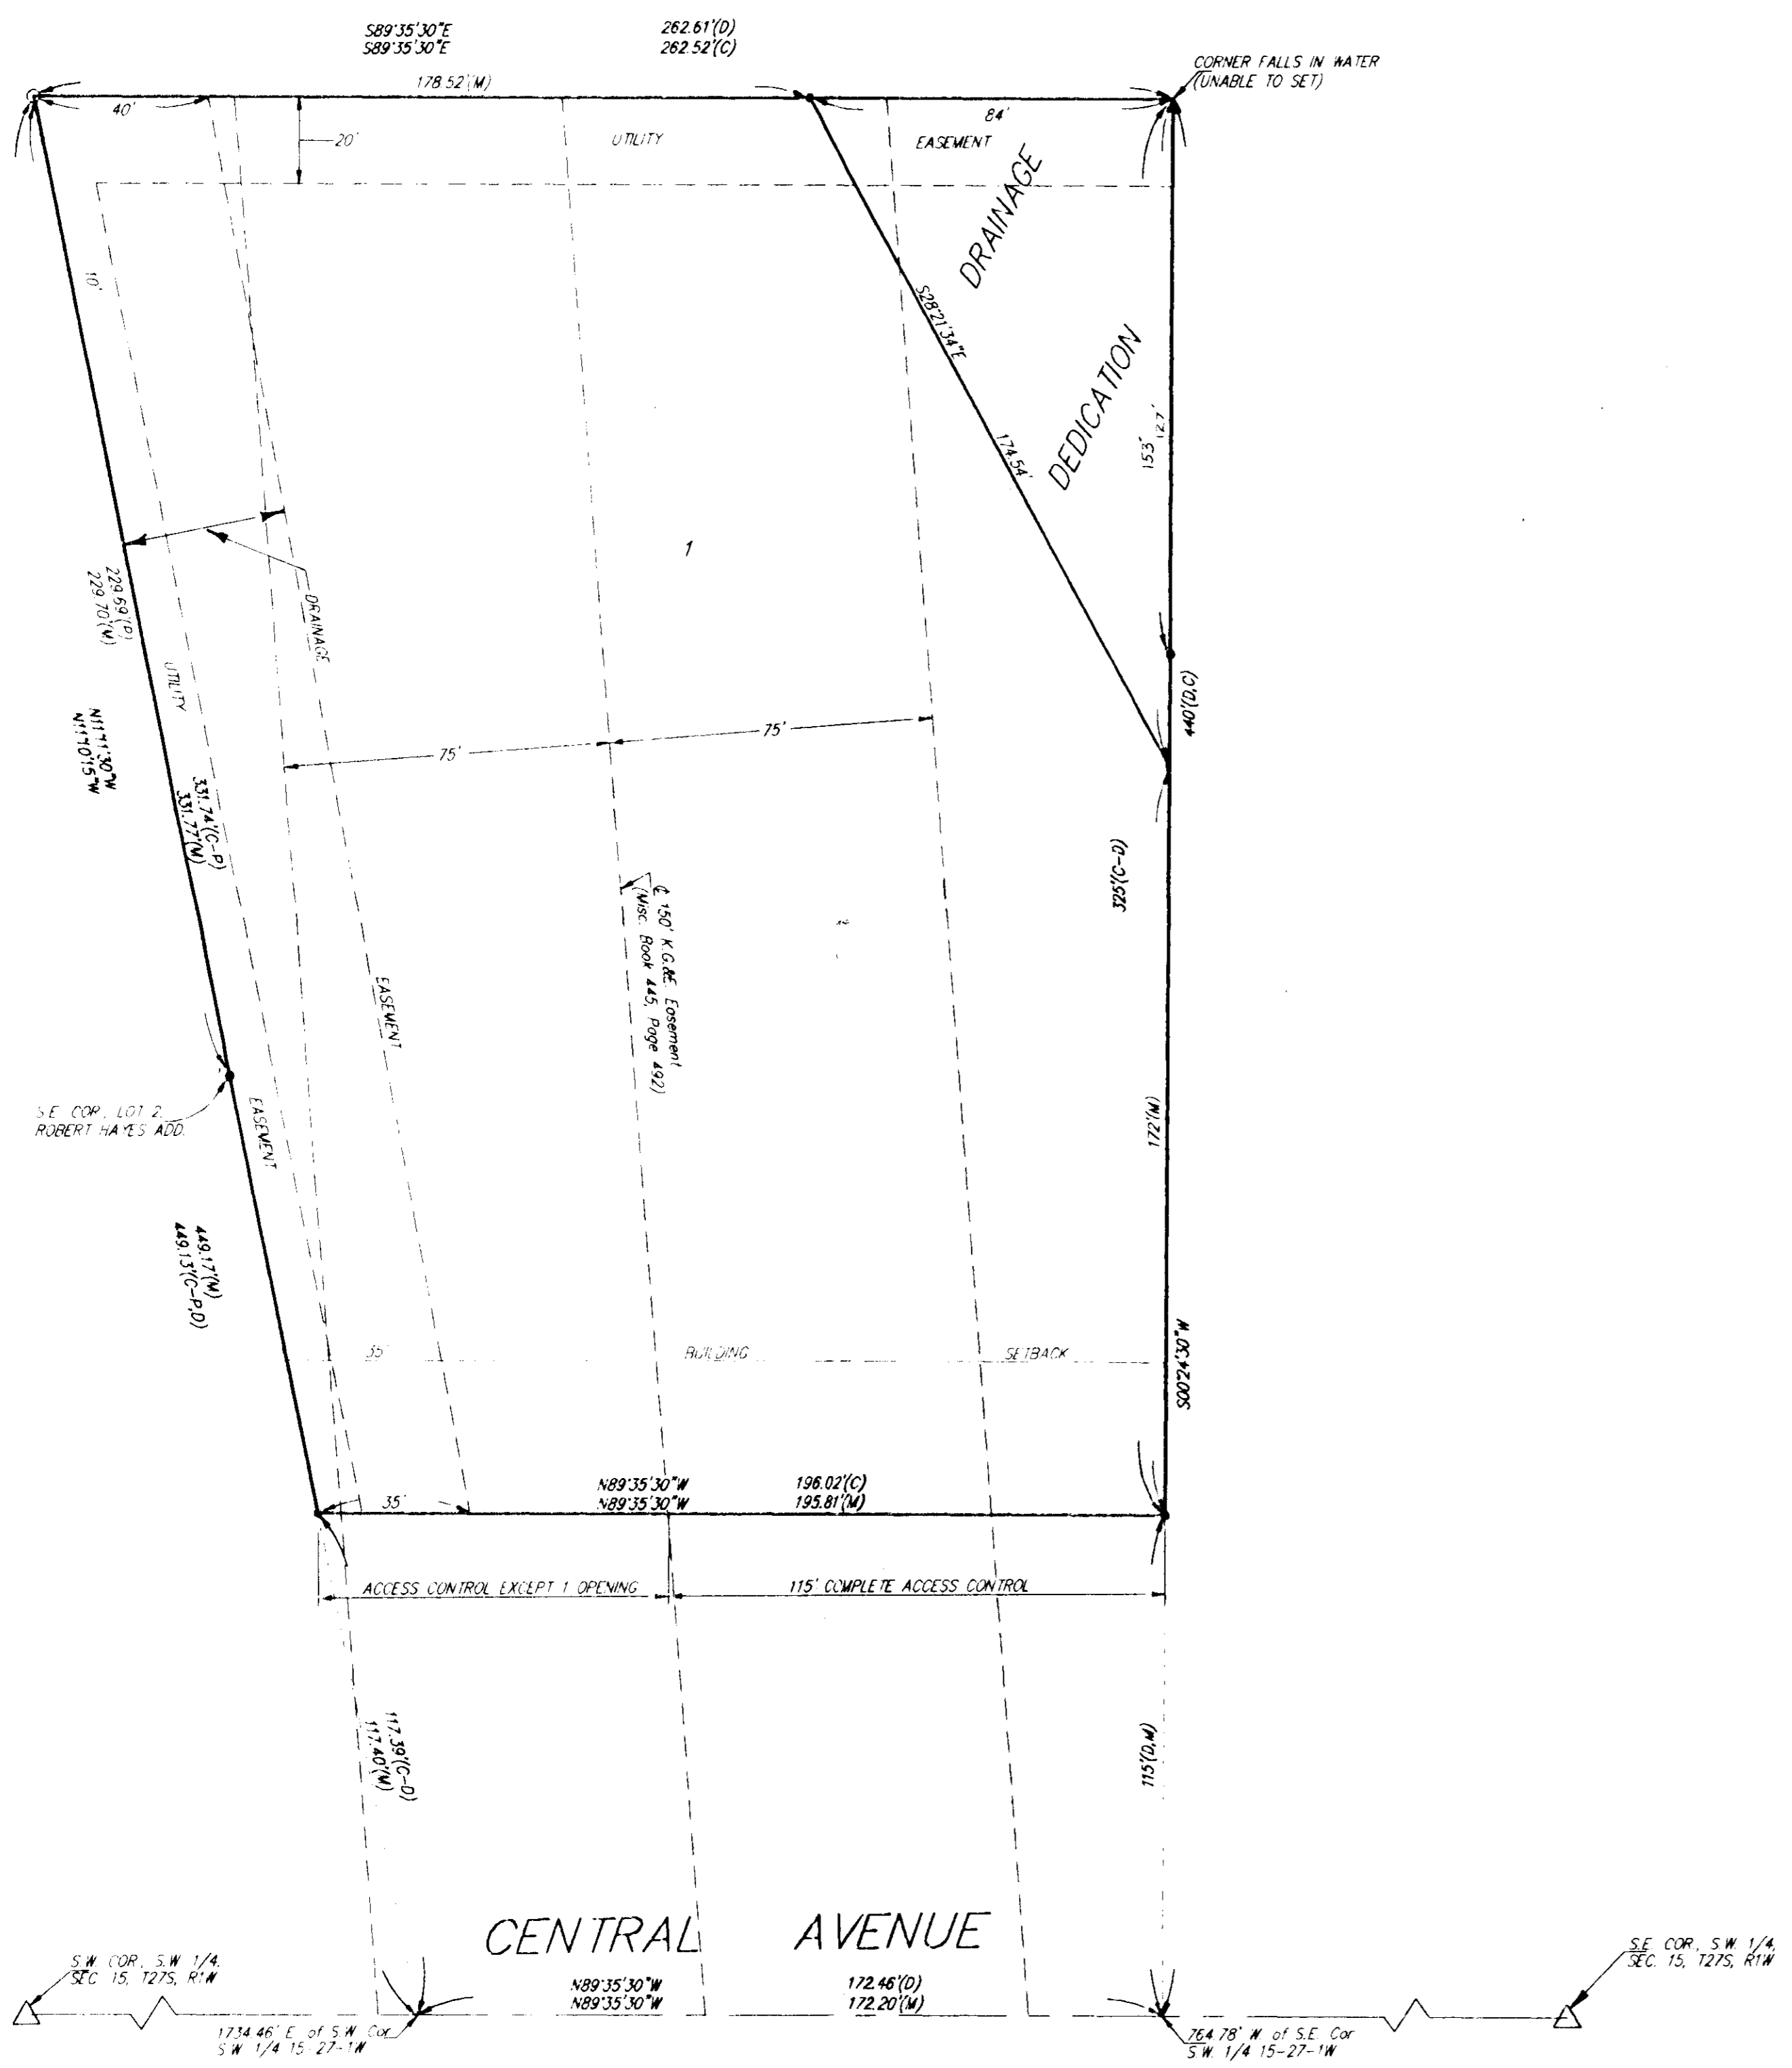 S89°35'30"E 262.61'(D)
S89°35'30"E 262.52'(C)
CORNER FALLS IN WATER
(UNABLE TO SET)
178.52'(M)
40'
84'
20'
UTILITY EASEMENT
DRAINAGE
DEDICATION
10'
S28°21'34"E
174.54'
153'
127'
1
229.69'(P)
229.70'(M)
DRAINAGE
UTILITY
440'(D,C)
N11°11'30"W
N11°10'15"W
75'
75'
331.74'(C-P)
331.77'(M)
325'(C-D)
℄ 150' K.G.&E. Easement
(Misc. Book 445, Page 492)
EASEMENT
S.E. COR., LOT 2,
ROBERT HAYES ADD.
EASEMENT
172'(M)
449.17'(M)
449.13'(C-P,D)
35' BUILDING SETBACK
S00°24'30"W
N89°35'30"W 196.02'(C)
N89°35'30"W 195.81'(M)
35'
ACCESS CONTROL EXCEPT 1 OPENING
115' COMPLETE ACCESS CONTROL
117.39'(C-D)
117.40'(M)
115'(D,M)
CENTRAL AVENUE
S.W. COR., S.W. 1/4,
SEC. 15, T27S, R1W
S.E. COR., S.W. 1/4,
SEC. 15, T27S, R1W
N89°35'30"W 172.46'(D)
N89°35'30"W 172.20'(M)
1734.46' E. of S.W. Cor
S.W. 1/4 15-27-1W
764.78' W. of S.E. Cor
S.W. 1/4 15-27-1W